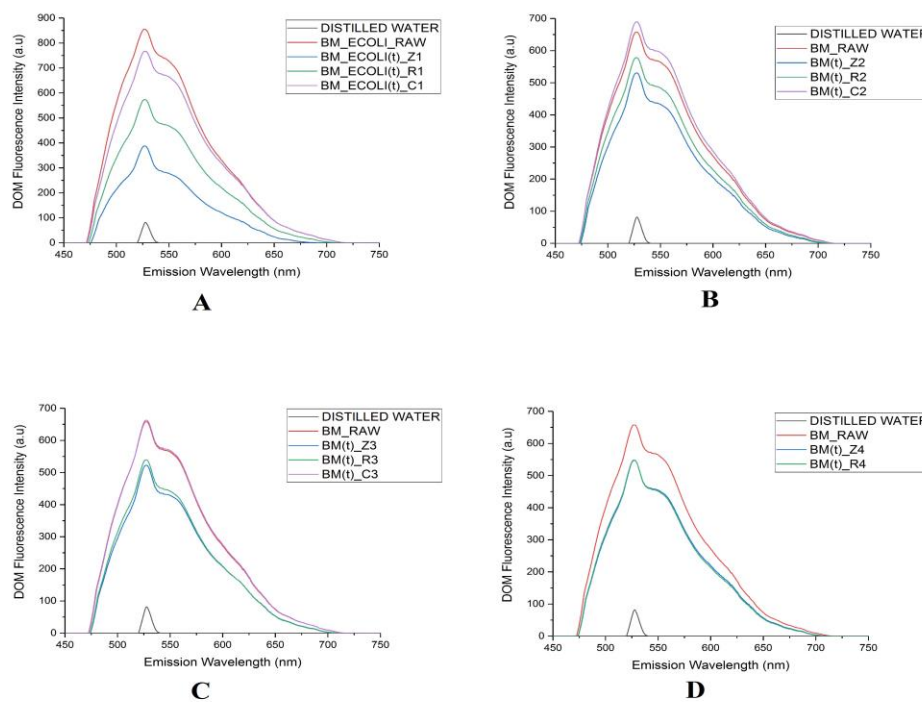 DOM Fluorescence Intensity (a.u)
900
800
700
600
500
400
300
200
100
0
450 500 550 600 650 700 750
Emission Wavelength (nm)
DISTILLED WATER
BM_ECOLI_RAW
BM_ECOLI(t)_Z1
BM_ECOLI(t)_R1
BM_ECOLI(t)_C1
A
DOM Fluorescence Intensity (a.u)
700
600
500
400
300
200
100
0
450 500 550 600 650 700 750
Emission Wavelength (nm)
DISTILLED WATER
BM_RAW
BM(t)_Z2
BM(t)_R2
BM(t)_C2
B
DOM Fluorescence Intensity (a.u)
700
600
500
400
300
200
100
0
450 500 550 600 650 700 750
Emission Wavelength (nm)
DISTILLED WATER
BM_RAW
BM(t)_Z3
BM(t)_R3
BM(t)_C3
C
DOM Fluorescence Intensity (a.u)
700
600
500
400
300
200
100
0
450 500 550 600 650 700 750
Emission Wavelength (nm)
DISTILLED WATER
BM_RAW
BM(t)_Z4
BM(t)_R4
D